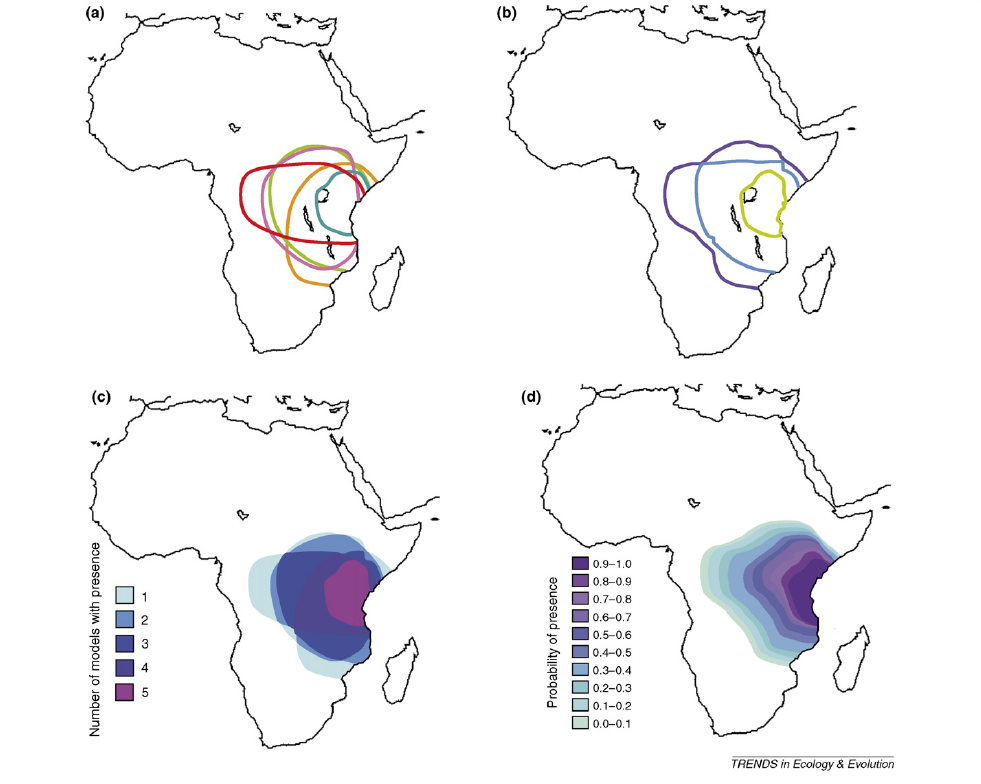 (a)
(b)
(c)
(d)
Number of models with presence
1
2
3
4
5
Probability of presence
0.9–1.0
0.8–0.9
0.7–0.8
0.6–0.7
0.5–0.6
0.4–0.5
0.3–0.4
0.2–0.3
0.1–0.2
0.0–0.1
TRENDS in Ecology & Evolution